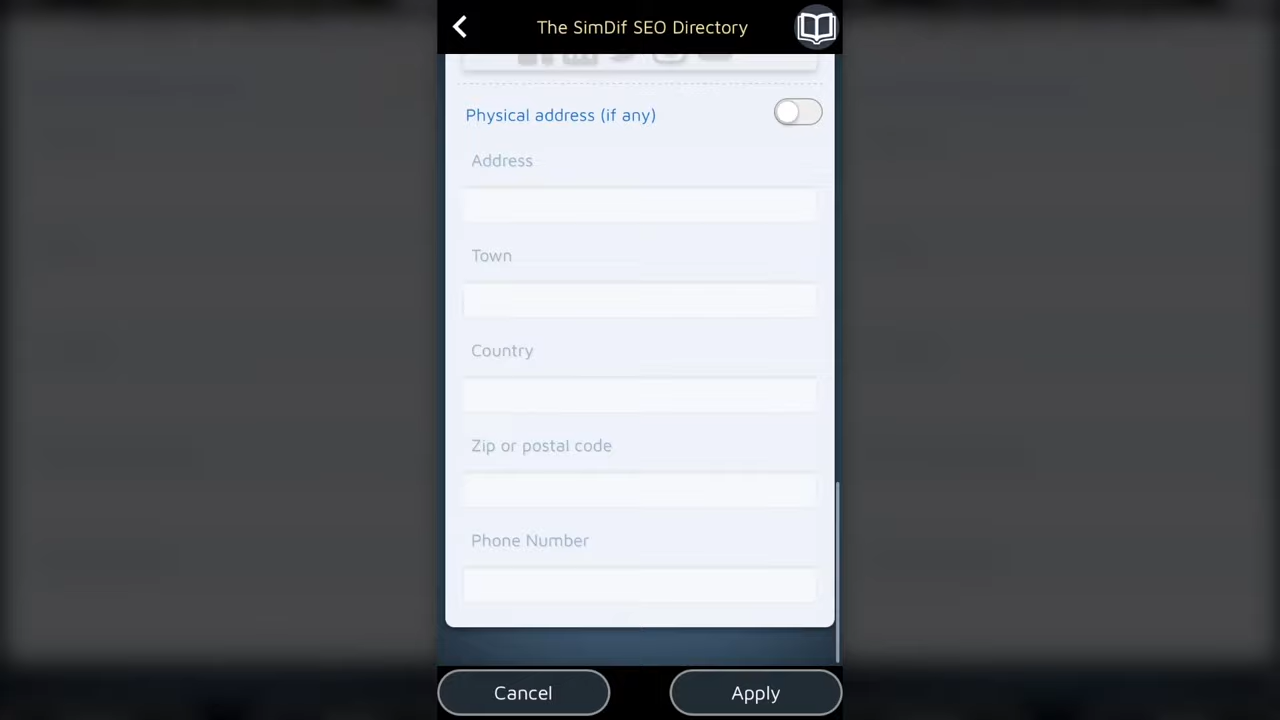 The SimDif SEO Directory
Physical address (if any)
Address
Town
Country
Zip or postal code
Phone Number
Cancel
Apply